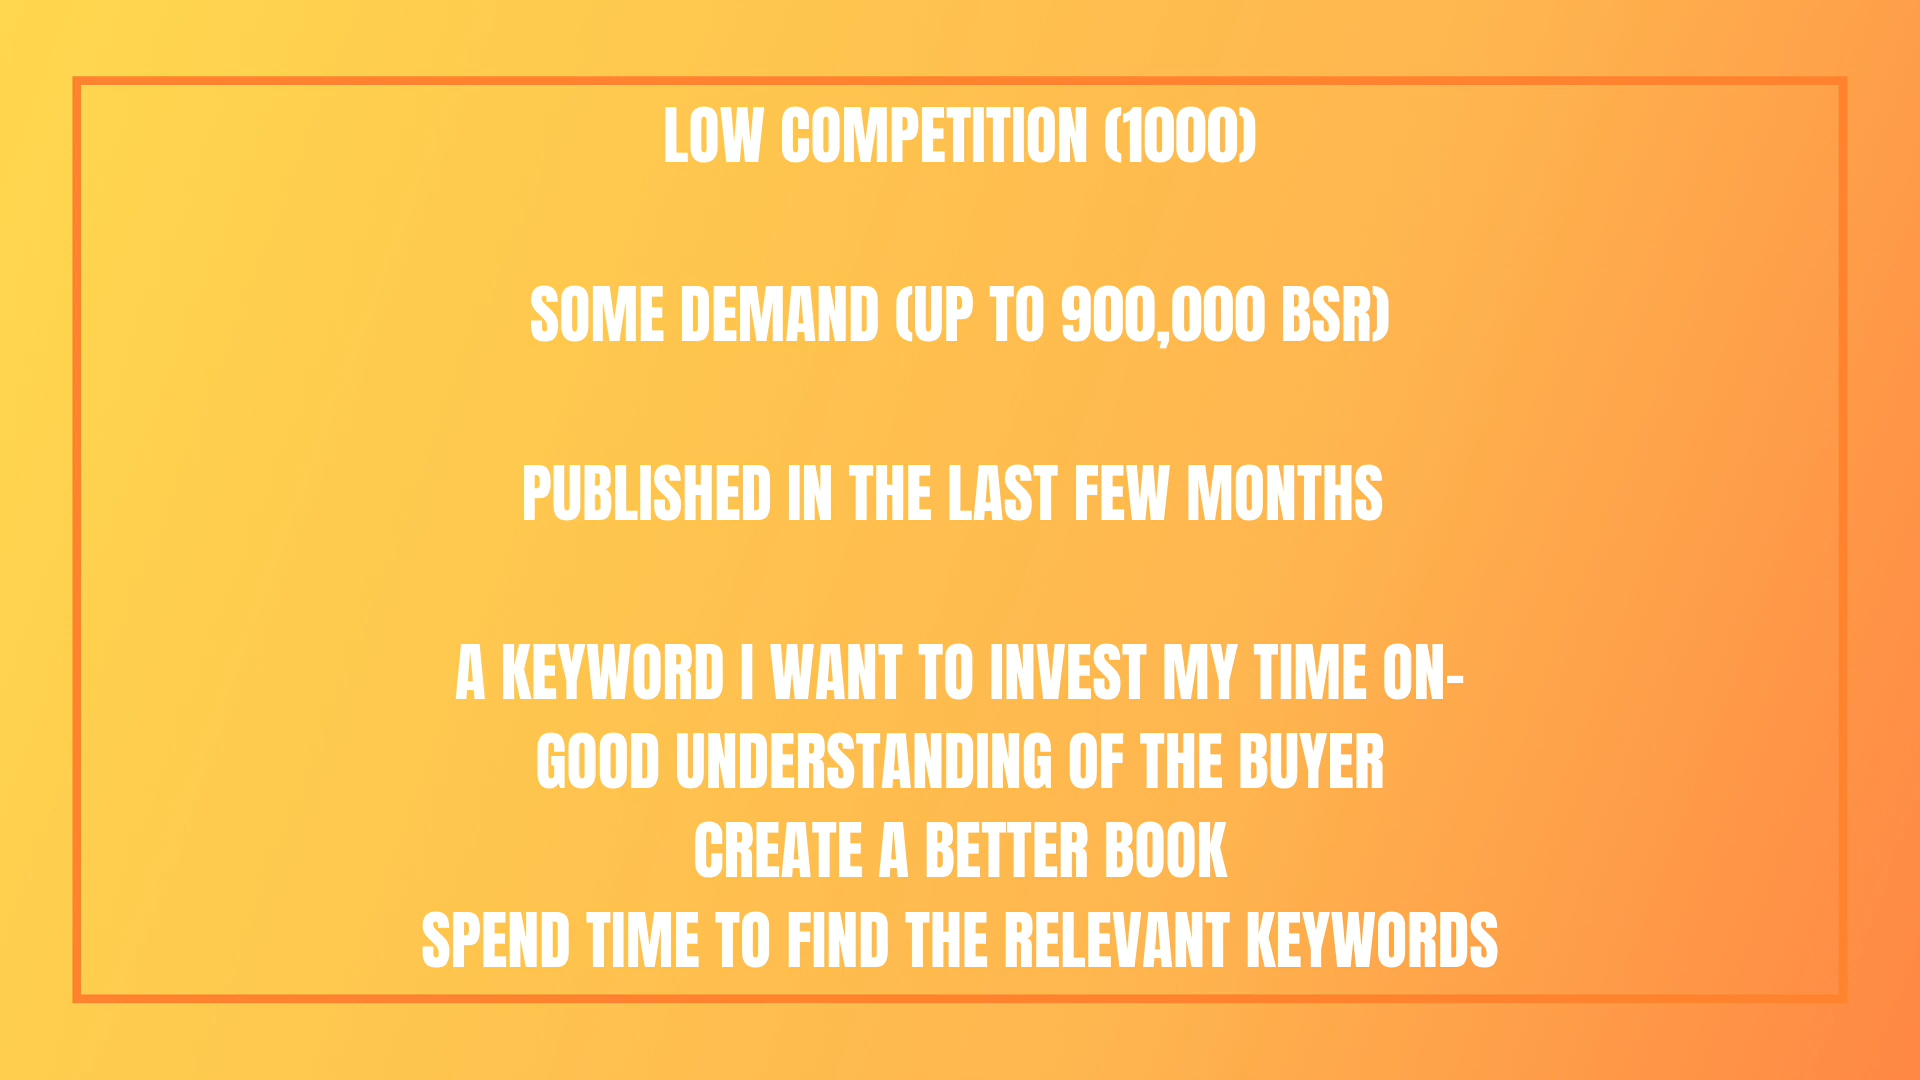 LOW COMPETITION (1000)
SOME DEMAND (UP TO 900,000 BSR)
PUBLISHED IN THE LAST FEW MONTHS
A KEYWORD I WANT TO INVEST MY TIME ON-
GOOD UNDERSTANDING OF THE BUYER
CREATE A BETTER BOOK
SPEND TIME TO FIND THE RELEVANT KEYWORDS